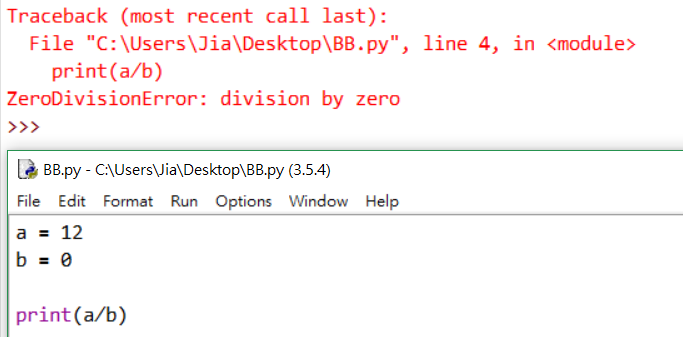 Traceback (most recent call last):
  File "C:\Users\Jia\Desktop\BB.py", line 4, in <module>
    print(a/b)
ZeroDivisionError: division by zero
>>>
BB.py - C:\Users\Jia\Desktop\BB.py (3.5.4)
File Edit Format Run Options Window Help
a = 12
b = 0
print(a/b)